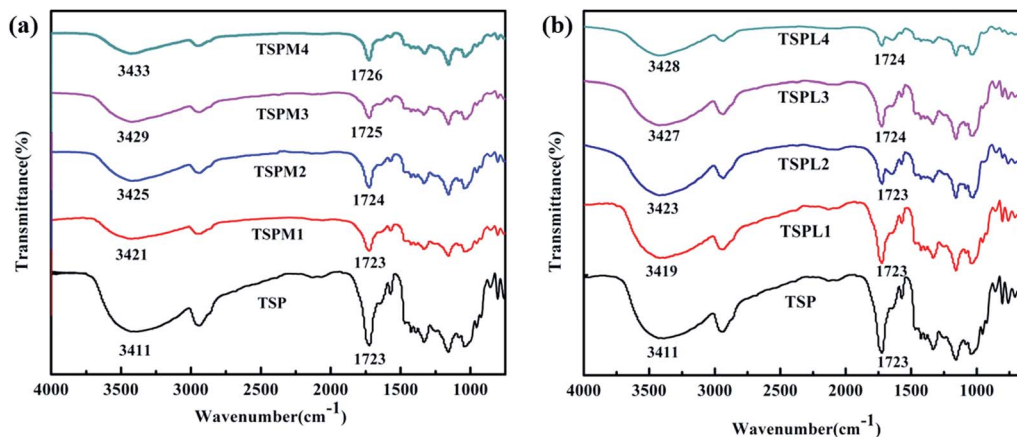 (a)
TSPM4
3433
1726
TSPM3
3429
1725
TSPM2
3425
1724
TSPM1
3421
1723
TSP
3411
1723
Transmittance(%)
4000 3500 3000 2500 2000 1500 1000
Wavenumber(cm-1)
(b)
TSPL4
3428
1724
TSPL3
3427
1724
TSPL2
3423
1723
TSPL1
3419
1723
TSP
3411
1723
Transmittance(%)
4000 3500 3000 2500 2000 1500 1000
Wavenumber(cm-1)